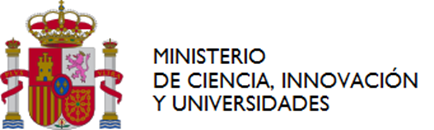 MINISTERIO
DE CIENCIA, INNOVACIÓN
Y UNIVERSIDADES